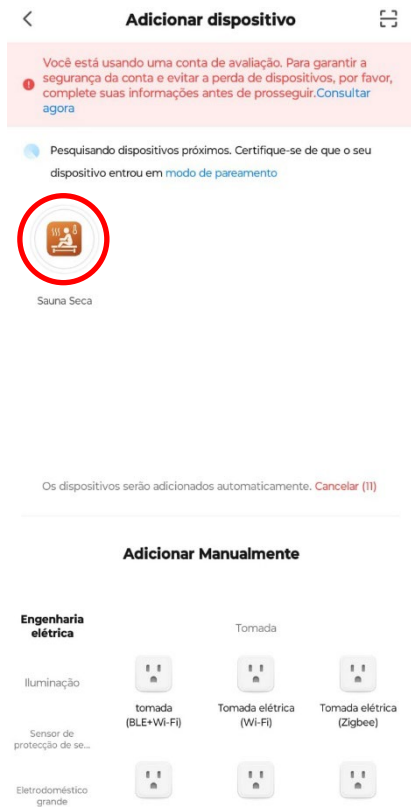 Adicionar dispositivo
Você está usando uma conta de avaliação. Para garantir a
segurança da conta e evitar a perda de dispositivos, por favor,
complete suas informações antes de prosseguir.Consultar
agora
Pesquisando dispositivos próximos. Certifique-se de que o seu
dispositivo entrou em modo de pareamento
Sauna Seca
Os dispositivos serão adicionados automaticamente. Cancelar (11)
Adicionar Manualmente
Engenharia
elétrica
Tomada
Iluminação
tomada
(BLE+Wi-Fi)
Tomada elétrica
(Wi-Fi)
Tomada elétrica
(Zigbee)
Sensor de
protecção de se...
Eletrodoméstico
grande